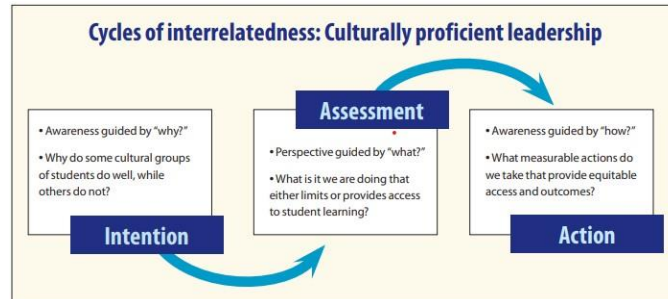 Cycles of interrelatedness: Culturally proficient leadership
• Awareness guided by “why?”
• Why do some cultural groups
of students do well, while
others do not?
Intention
Assessment
• Perspective guided by “what?”
• What is it we are doing that
either limits or provides access
to student learning?
• Awareness guided by “how?”
• What measurable actions do
we take that provide equitable
access and outcomes?
Action